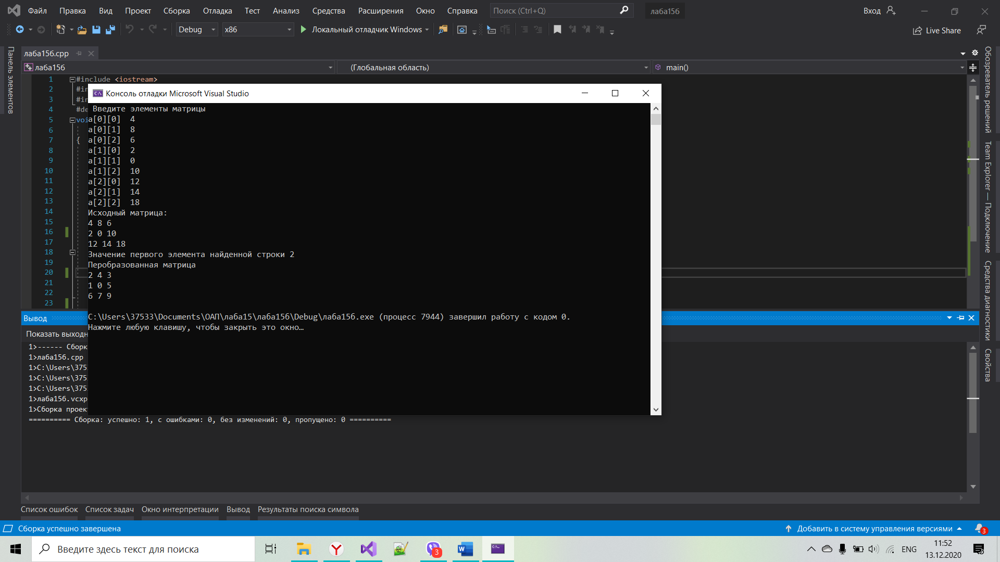 Файл Правка Вид Проект Сборка Отладка Тест Анализ Средства Расширения Окно Справка Поиск (Ctrl+Q) лаба15б Вход
Debug x86 Локальный отладчик Windows Live Share
Панель элементов
лаба15б.cpp
лаба15б (Глобальная область) main()
1 #include <iostream>
2 #in
3 #in
4 #de
5 voi
6
7 {
8
9
10
11
12
13
14
15
16
17
18
19
20
21
22
23
Консоль отладки Microsoft Visual Studio
Введите элементы матрицы
a[0][0] 4
a[0][1] 8
a[0][2] 6
a[1][0] 2
a[1][1] 0
a[1][2] 10
a[2][0] 12
a[2][1] 14
a[2][2] 18
Исходный матрица:
4 8 6
2 0 10
12 14 18
Значение первого элемента найденной строки 2
Перобразованная матрица
2 4 3
1 0 5
6 7 9
C:\Users\37533\Documents\ОАП\лаба15\лаба15б\Debug\лаба15б.exe (процесс 7944) завершил работу с кодом 0.
Нажмите любую клавишу, чтобы закрыть это окно…
Обозреватель решений
Team Explorer — Подключение
Средства диагностики
Свойства
Вывод
Показать выходн
1>------ Сборк
1>лаба15б.cpp
1>C:\Users\375
1>C:\Users\375
1>C:\Users\375
1>лаба15б.vcxp
1>Сборка проек
========== Сборка: успешно: 1, с ошибками: 0, без изменений: 0, пропущено: 0 ==========
Список ошибок Список задач Окно интерпретации Вывод Результаты поиска символа
Сборка успешно завершена Добавить в систему управления версиями 3
Введите здесь текст для поиска 3 ENG 11:52
13.12.2020